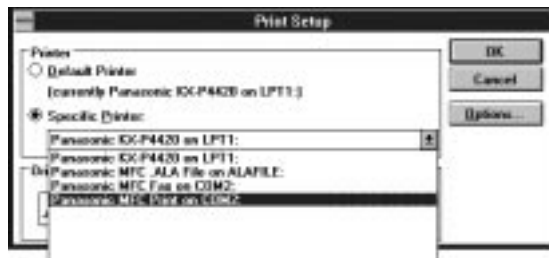 Print Setup
Printer
OK
Default Printer
Cancel
(currently Panasonic KX-P4420 on LPT1:)
Specific Printer:
Options...
Panasonic KX-P4420 on LPT1:
Panasonic KX-P4420 on LPT1:
Panasonic MFC .ALA File on ALAFILE:
Panasonic MFC Fax on COM2:
Panasonic MFC Print on COM2: